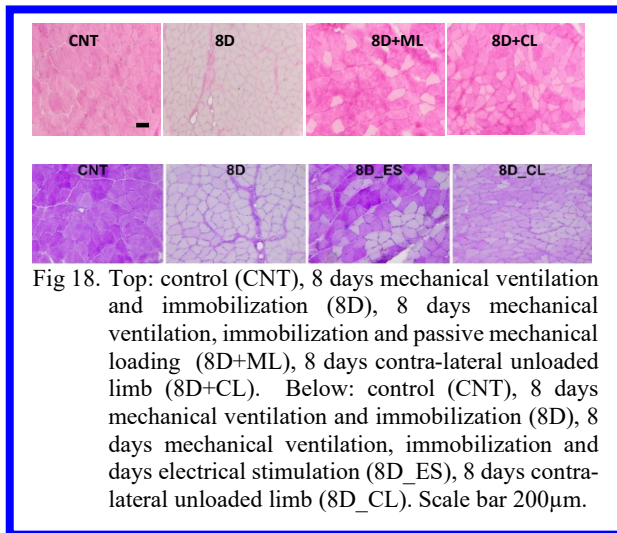 CNT 8D 8D+ML 8D+CL
CNT 8D 8D_ES 8D_CL
Fig 18. Top: control (CNT), 8 days mechanical ventilation
and immobilization (8D), 8 days mechanical
ventilation, immobilization and passive mechanical
loading (8D+ML), 8 days contra-lateral unloaded
limb (8D+CL). Below: control (CNT), 8 days
mechanical ventilation and immobilization (8D), 8
days mechanical ventilation, immobilization and
days electrical stimulation (8D_ES), 8 days contra-
lateral unloaded limb (8D_CL). Scale bar 200µm.